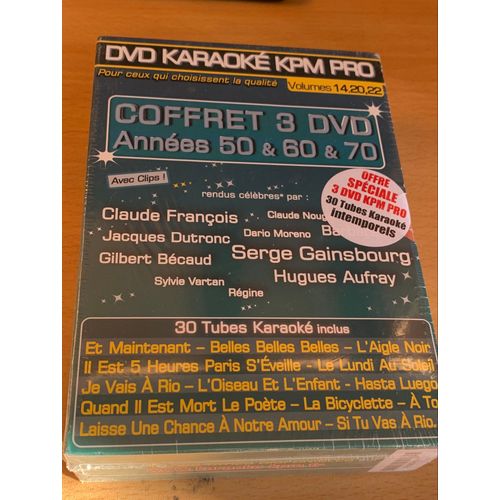 DVD KARAOKÉ KPM PRO
Pour ceux qui choisissent la qualité
Volumes 14,20,22
COFFRET 3 DVD
Années 50 & 60 & 70
Avec Clips !
rendus célèbres* par :
OFFRE
SPÉCIALE
3 DVD KPM PRO
30 Tubes Karaoké
intemporels
Claude François
Claude Noug
Jacques Dutronc
Dario Moreno
Gilbert Bécaud
Serge Gainsbourg
Sylvie Vartan
Hugues Aufray
Régine
30 Tubes Karaoké inclus
Et Maintenant – Belles Belles Belles – L'Aigle Noir
Il Est 5 Heures Paris S'Éveille – Le Lundi Au Soleil
Je Vais À Rio – L'Oiseau Et L'Enfant - Hasta Luego
Quand Il Est Mort Le Poète – La Bicyclette – À To
Laisse Une Chance À Notre Amour – Si Tu Vas À Rio.